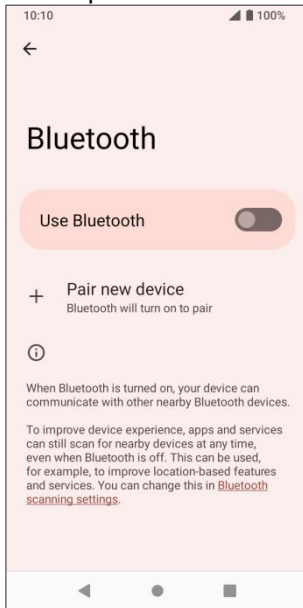 10:10 100%
Bluetooth
Use Bluetooth
Pair new device
Bluetooth will turn on to pair
When Bluetooth is turned on, your device can
communicate with other nearby Bluetooth devices.
To improve device experience, apps and services
can still scan for nearby devices at any time,
even when Bluetooth is off. This can be used,
for example, to improve location-based features
and services. You can change this in Bluetooth
scanning settings.